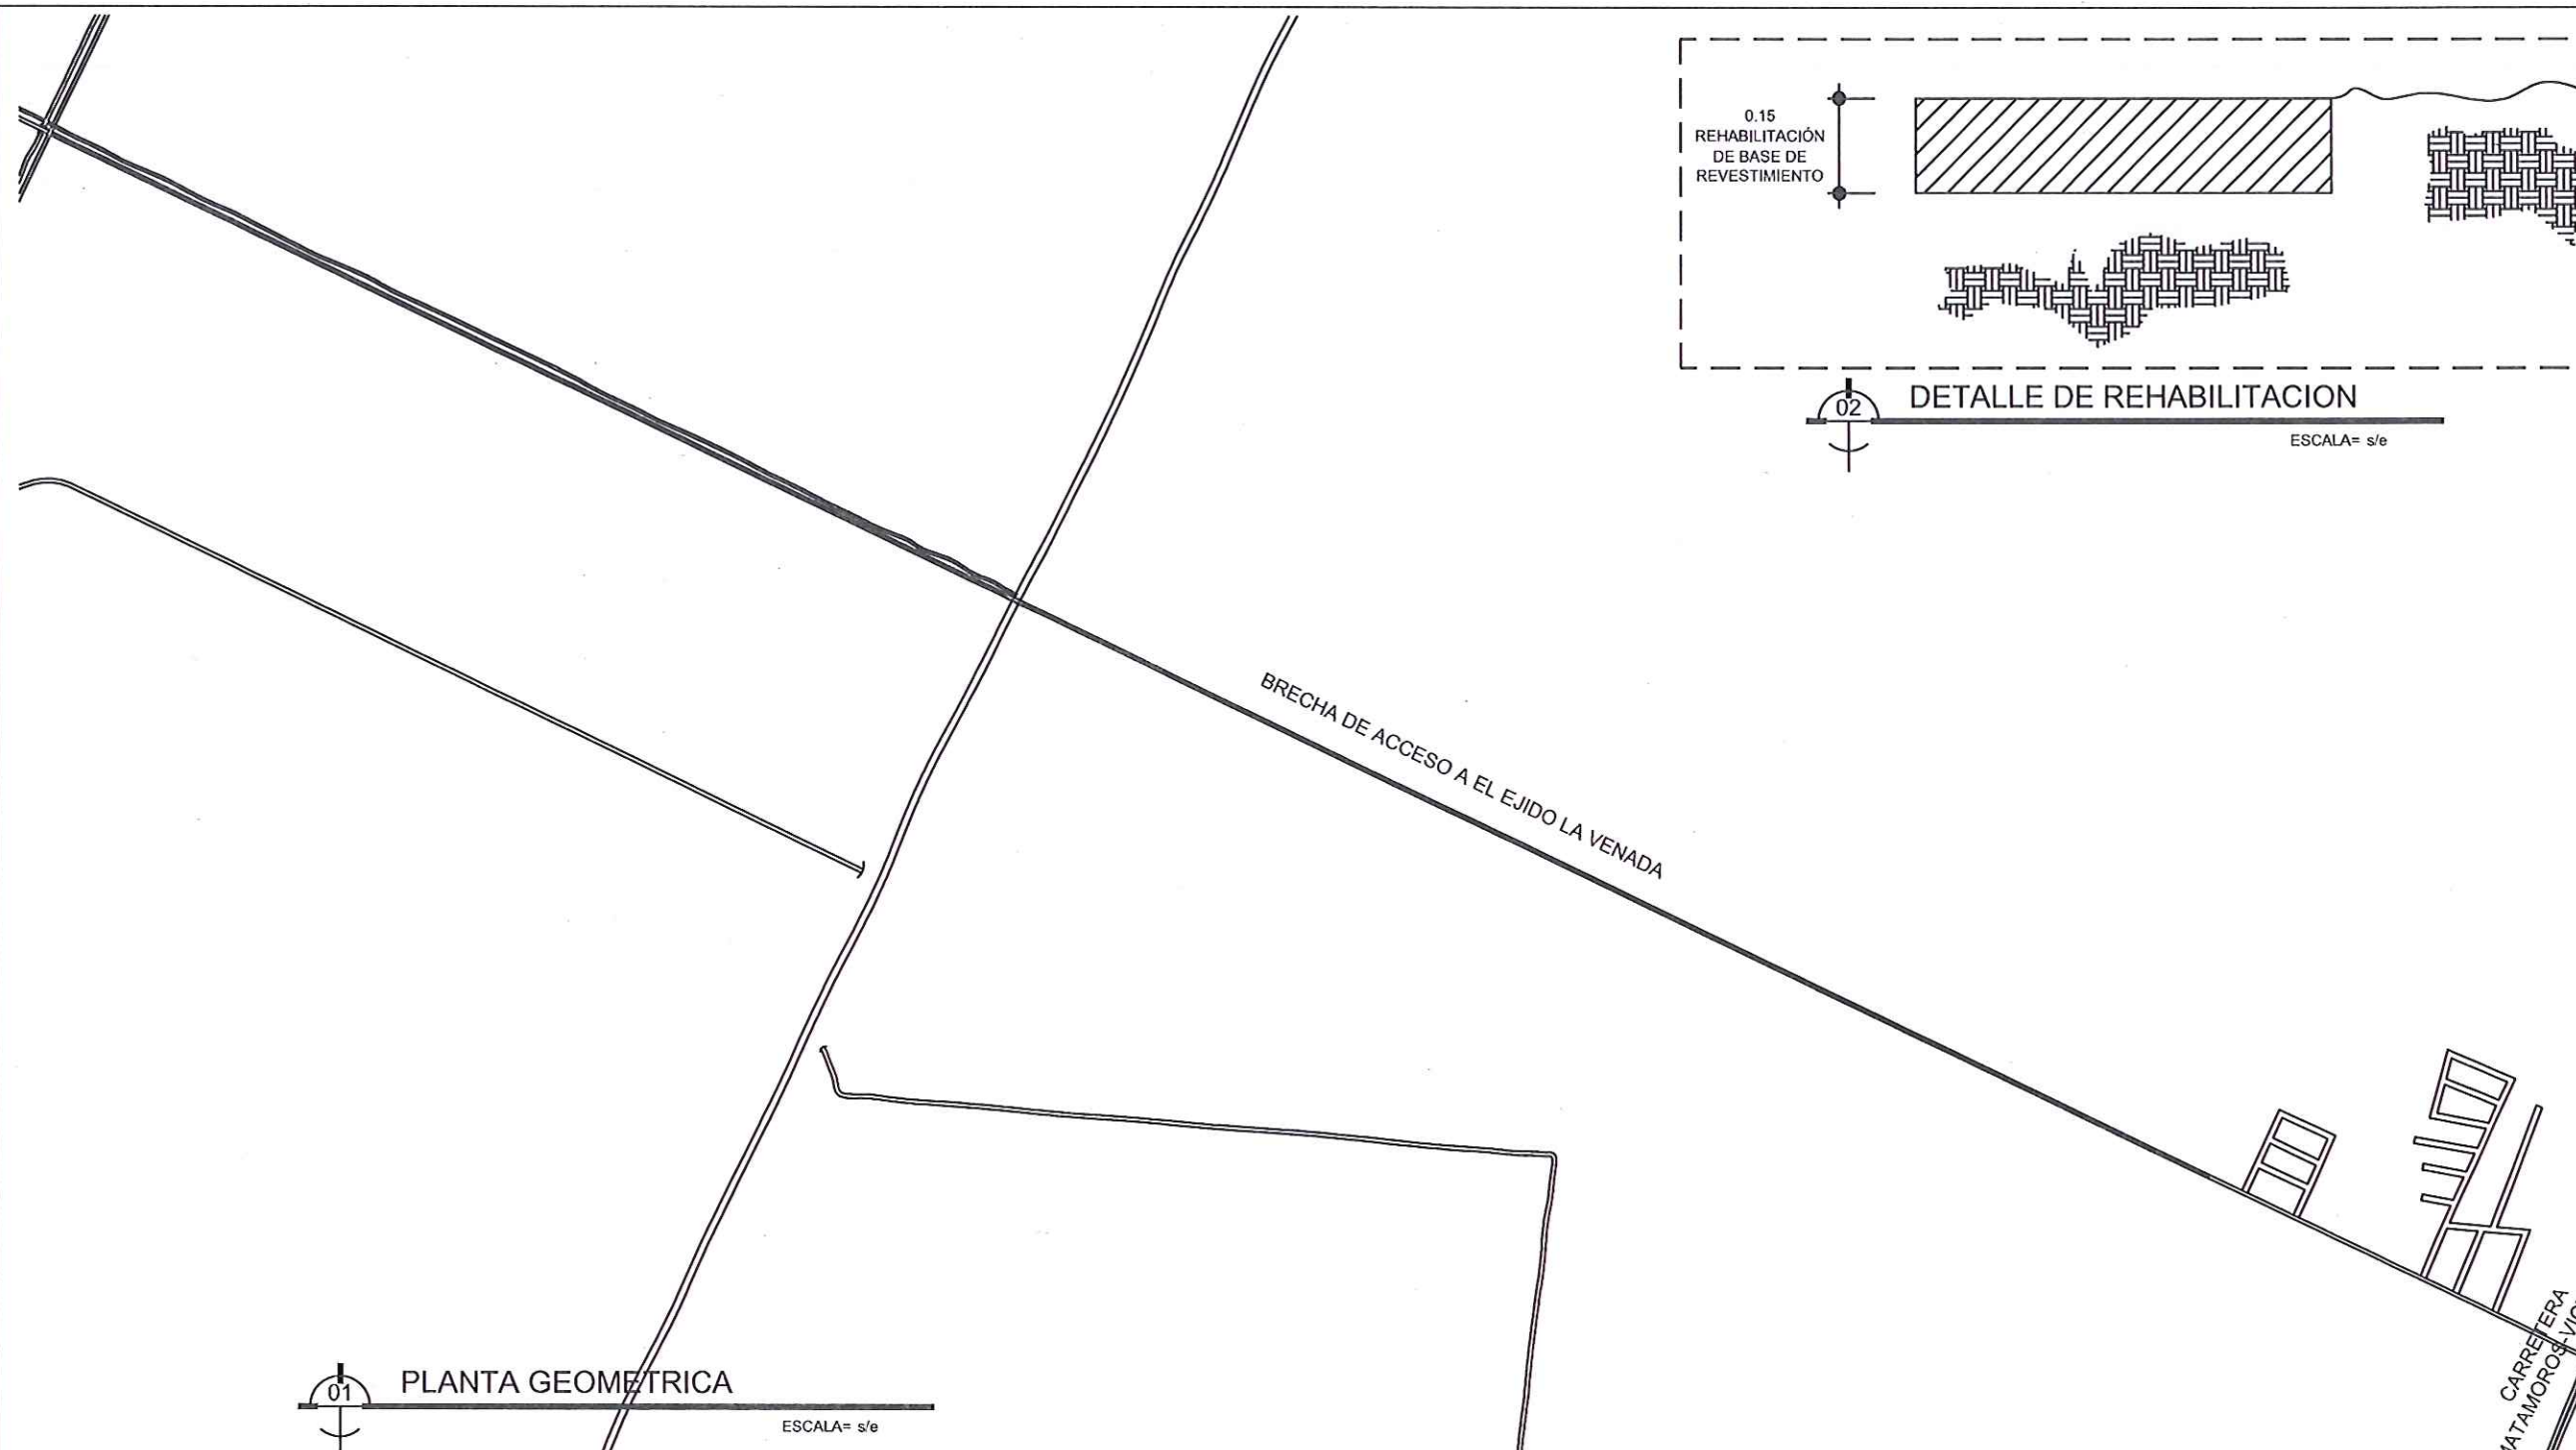 0.15
REHABILITACIÓN
DE BASE DE
REVESTIMIENTO
02
DETALLE DE REHABILITACION
ESCALA= s/e
BRECHA DE ACCESO A EL EJIDO LA VENADA
CARRETERA
01
PLANTA GEOMETRICA
ESCALA= s/e